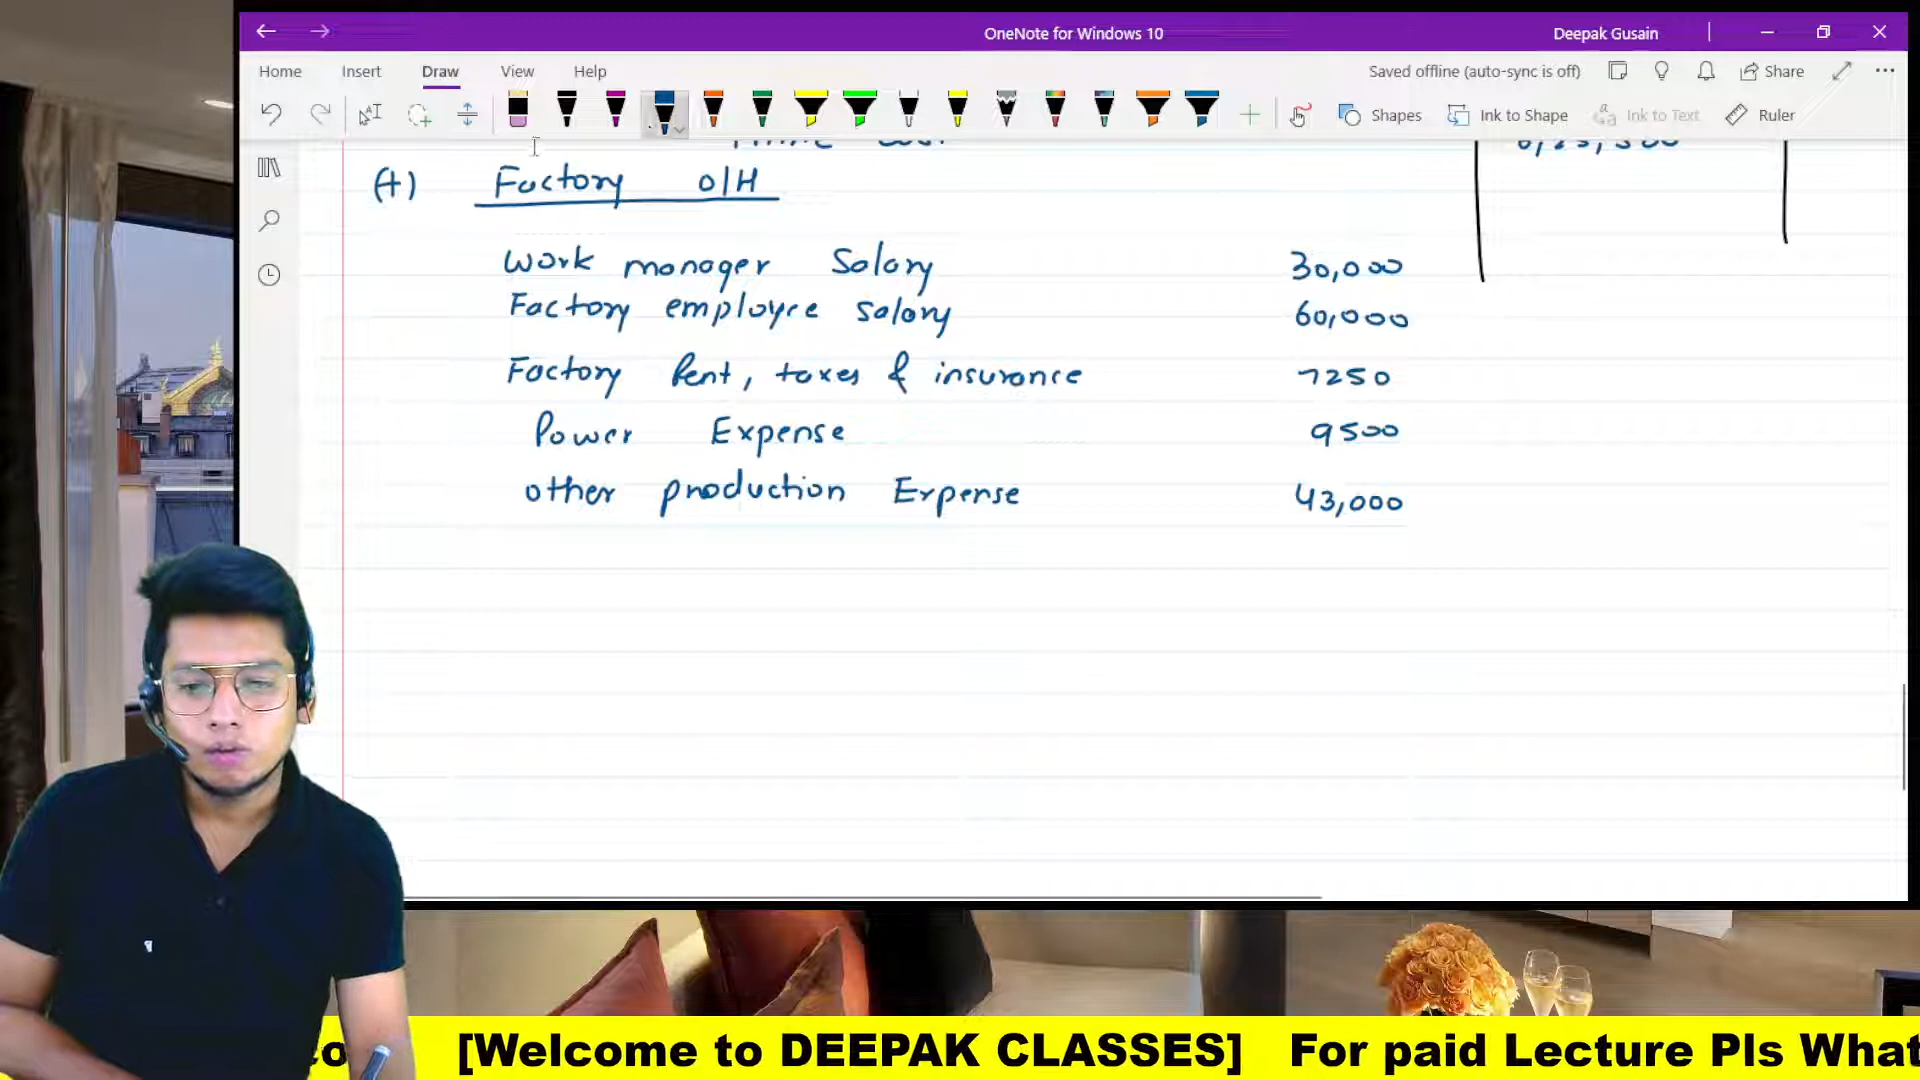 OneNote for Windows 10 Deepak Gusain
Home Insert Draw View Help Saved offline (auto-sync is off) Share
Shapes Ink to Shape Ink to Text Ruler
(+) Factory O/H
Work manager Salary 30,000
Factory employee salary 60,000
Factory Rent, taxes & insurance 7250
Power Expense 9500
other production Expense 43,000
[Welcome to DEEPAK CLASSES] For paid Lecture Pls What